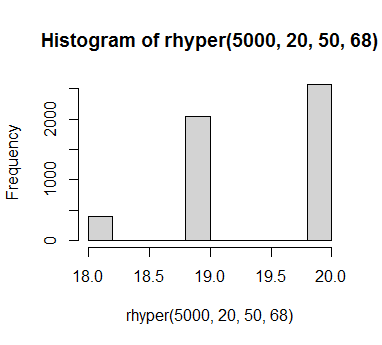 Histogram of rhyper(5000, 20, 50, 68)
Frequency
2000
1000
0
18.0 18.5 19.0 19.5 20.0
rhyper(5000, 20, 50, 68)